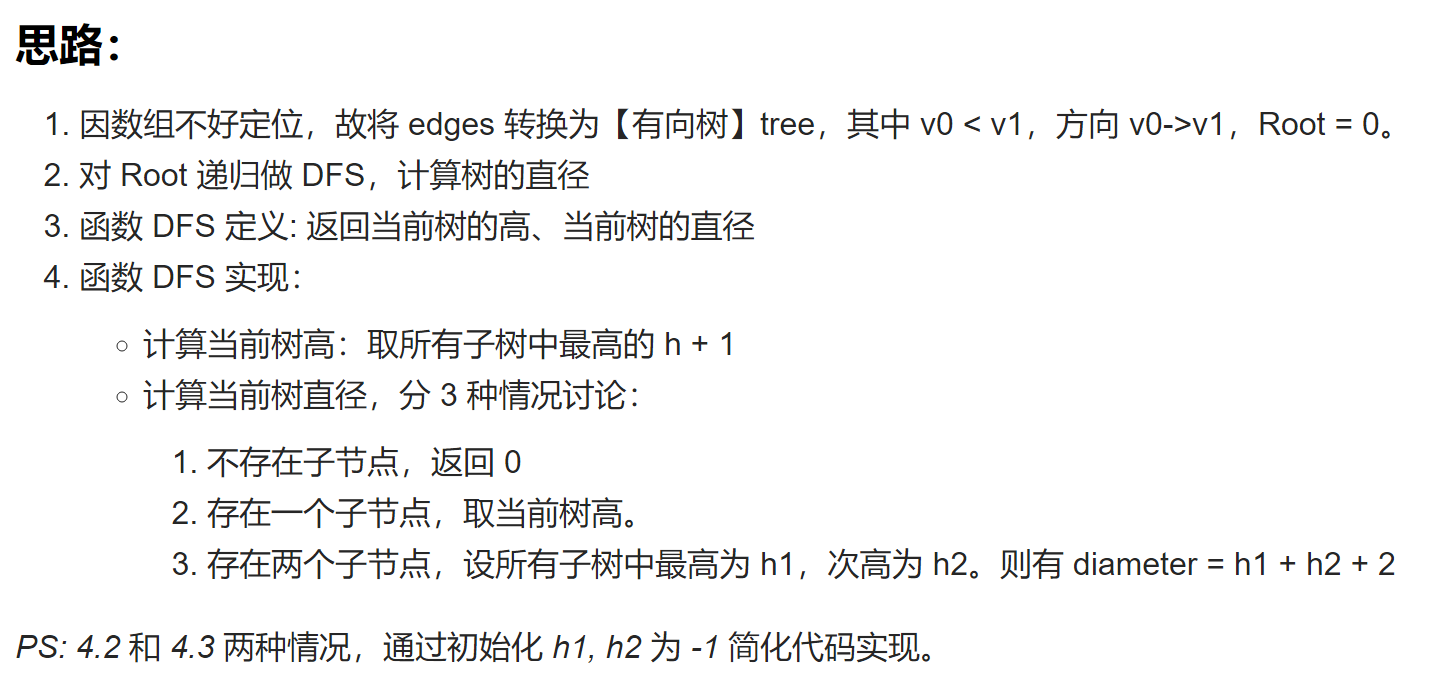 思路：
1. 因数组不好定位，故将 edges 转换为【有向树】tree，其中 v0 < v1，方向 v0->v1，Root = 0。
2. 对 Root 递归做 DFS，计算树的直径
3. 函数 DFS 定义: 返回当前树的高、当前树的直径
4. 函数 DFS 实现：
○ 计算当前树高：取所有子树中最高的 h + 1
○ 计算当前树直径，分 3 种情况讨论：
1. 不存在子节点，返回 0
2. 存在一个子节点，取当前树高。
3. 存在两个子节点，设所有子树中最高为 h1，次高为 h2。则有 diameter = h1 + h2 + 2
PS: 4.2 和 4.3 两种情况，通过初始化 h1, h2 为 -1 简化代码实现。